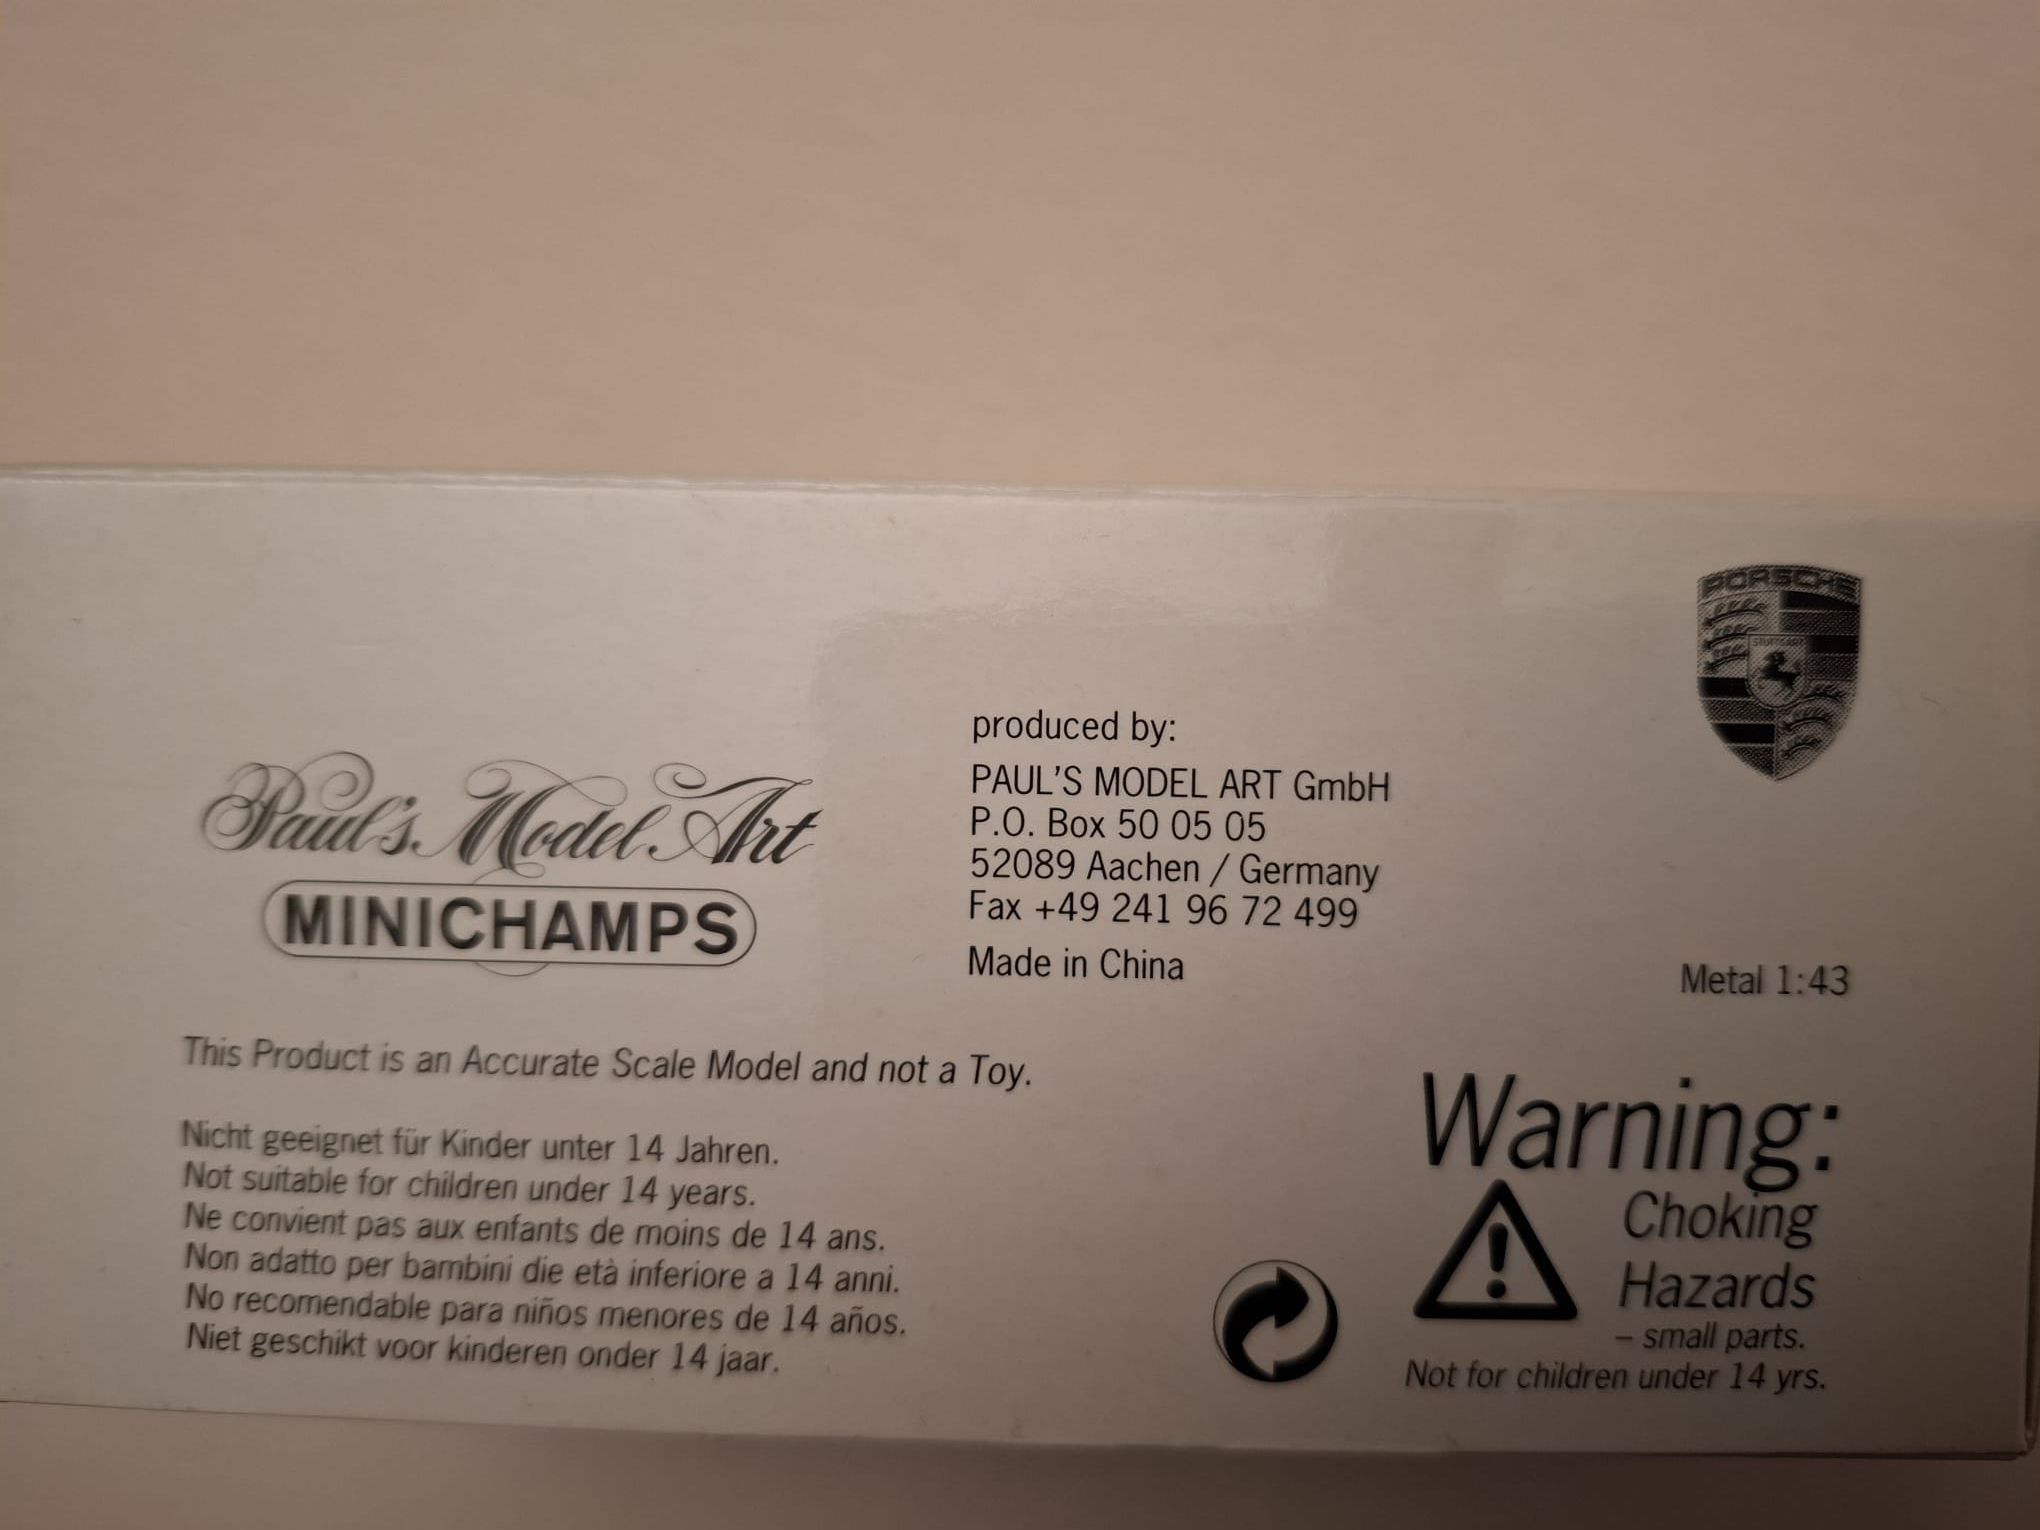 PORSCHE
STUTTGART
Paul's Model Art
MINICHAMPS
produced by:
PAUL'S MODEL ART GmbH
P.O. Box 50 05 05
52089 Aachen / Germany
Fax +49 241 96 72 499
Made in China
Metal 1:43
This Product is an Accurate Scale Model and not a Toy.
Nicht geeignet für Kinder unter 14 Jahren.
Not suitable for children under 14 years.
Ne convient pas aux enfants de moins de 14 ans.
Non adatto per bambini die età inferiore a 14 anni.
No recomendable para niños menores de 14 años.
Niet geschikt voor kinderen onder 14 jaar.
Warning:
Choking
Hazards
– small parts.
Not for children under 14 yrs.